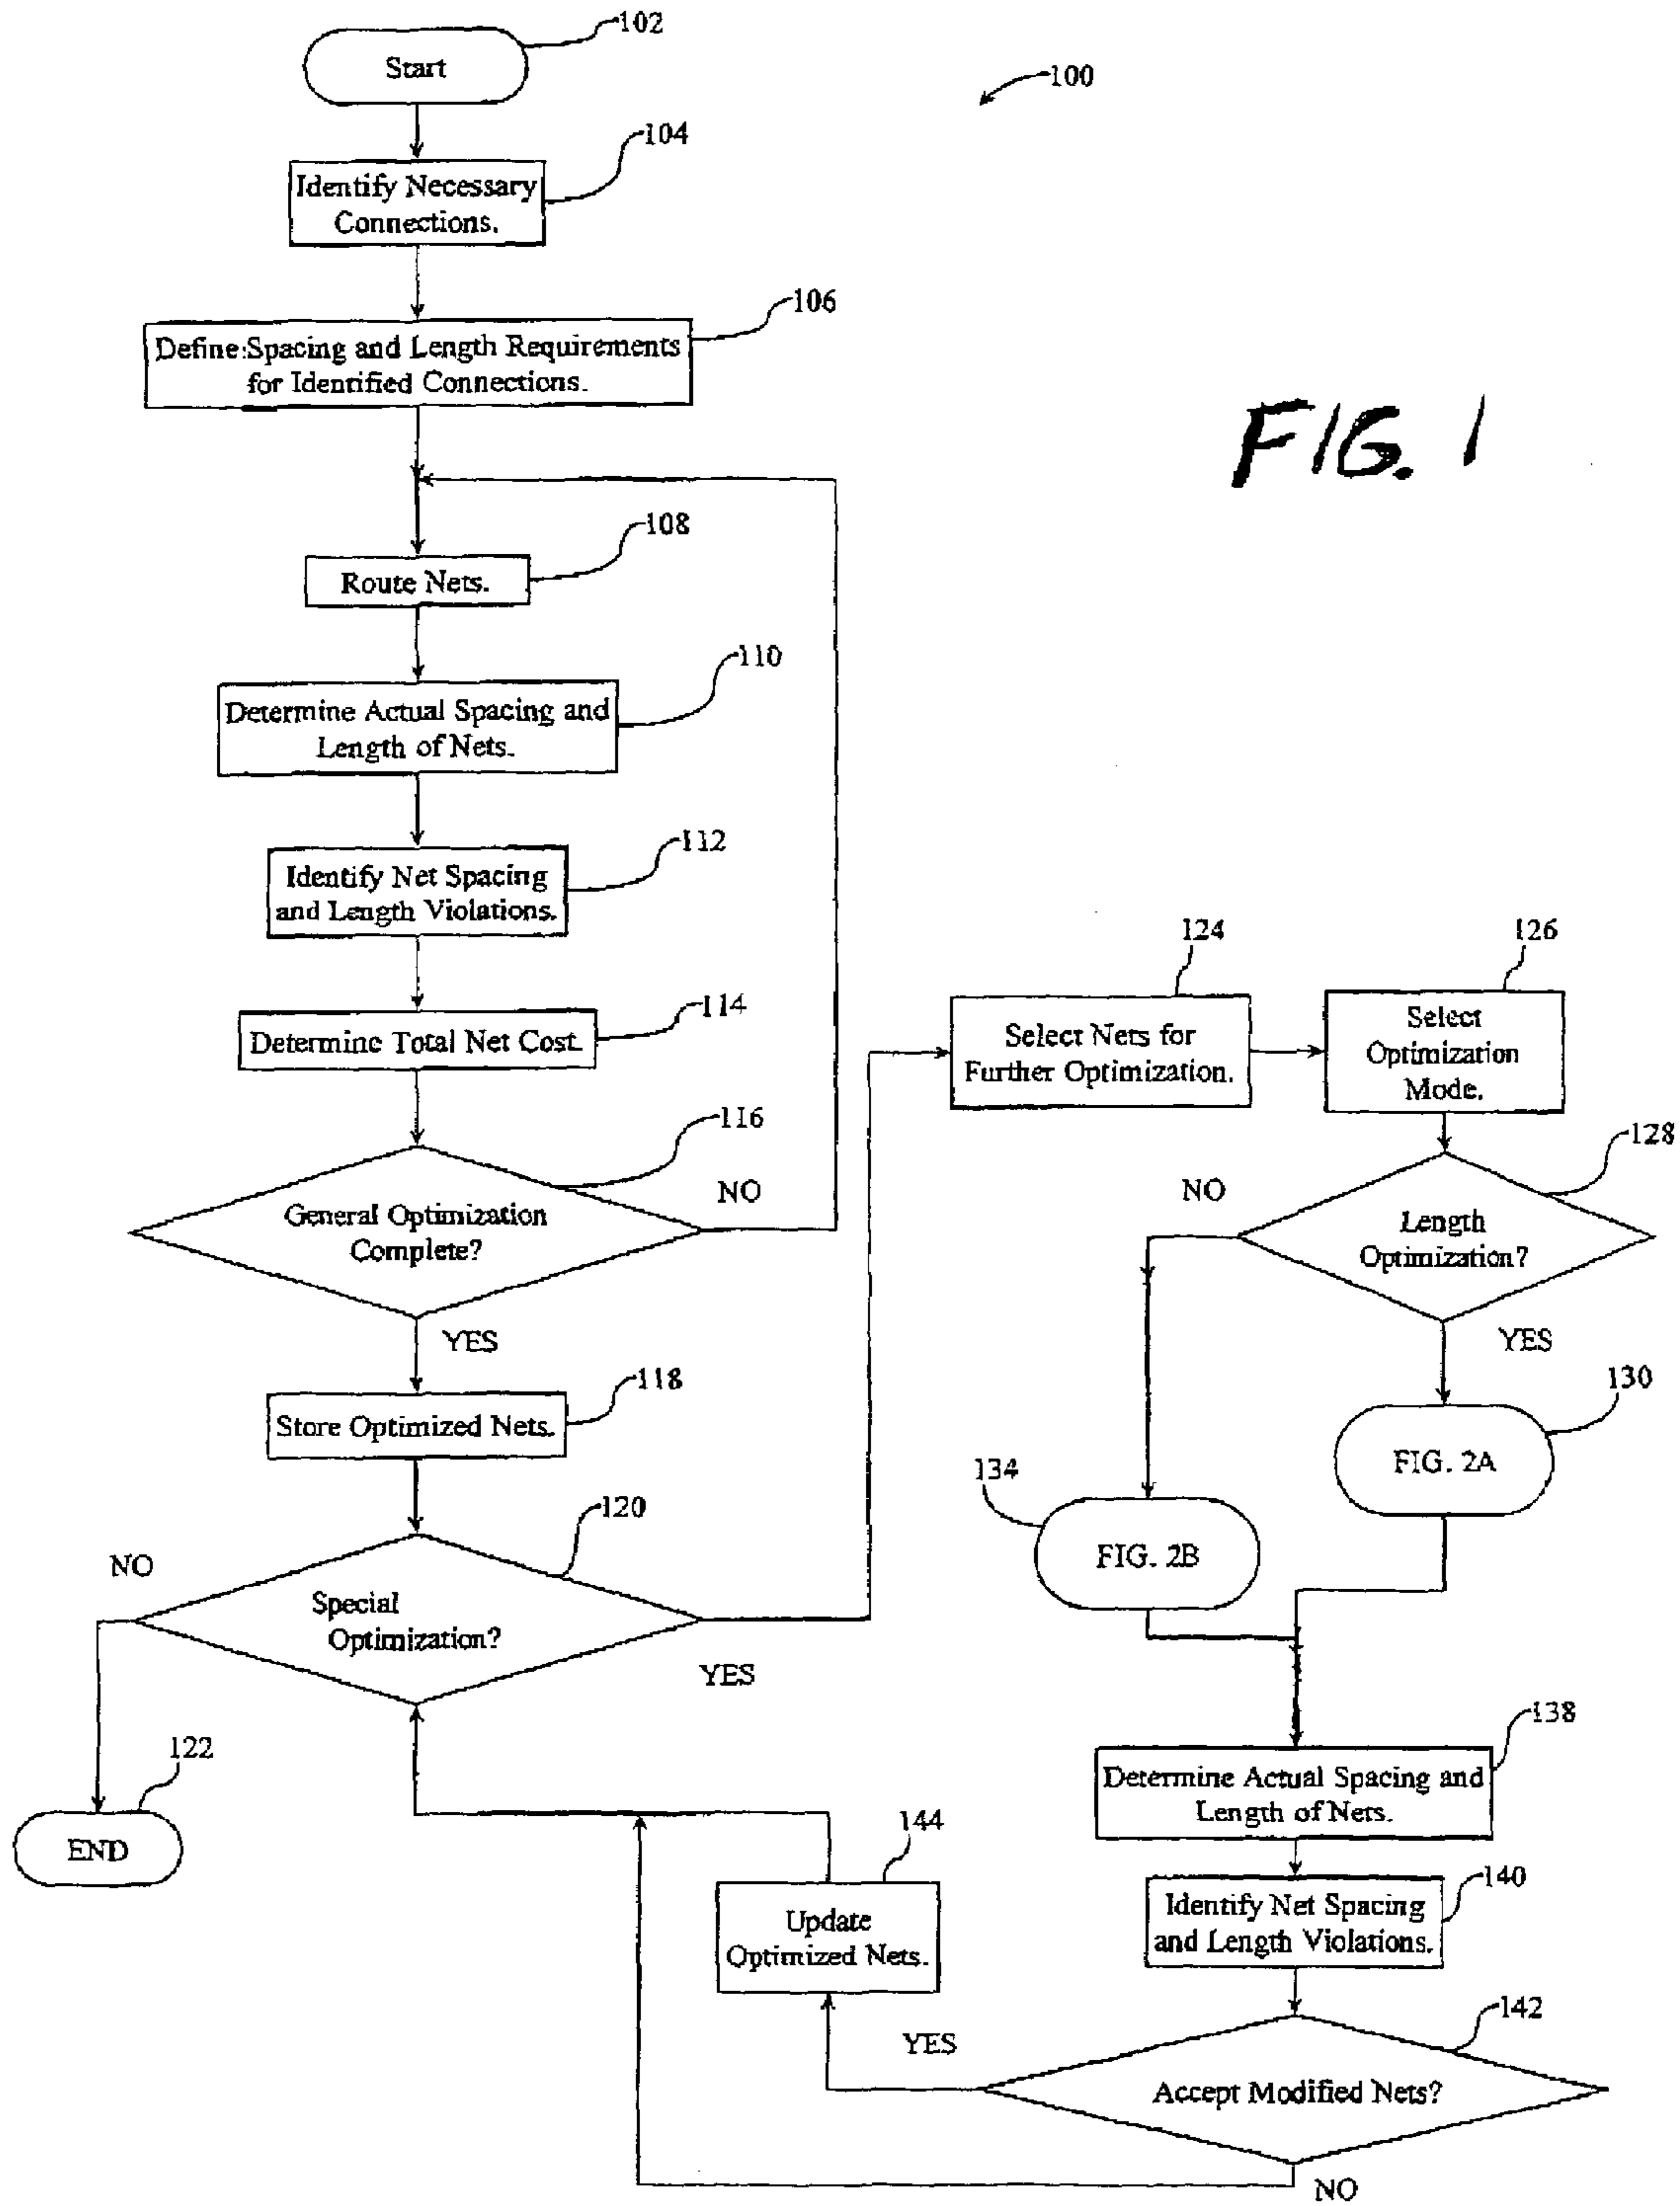 102
Start
100
104
Identify Necessary
Connections.
106
Define:Spacing and Length Requirements
for Identified Connections.
FIG. 1
108
Route Nets.
110
Determine Actual Spacing and
Length of Nets.
112
Identify Net Spacing
and Length Violations.
114
Determine Total Net Cost.
116
General Optimization
Complete?
NO
YES
118
Store Optimized Nets.
120
Special
Optimization?
NO
YES
122
END
124
Select Nets for
Further Optimization.
126
Select
Optimization
Mode.
128
Length
Optimization?
NO
YES
130
FIG. 2A
134
FIG. 2B
138
Determine Actual Spacing and
Length of Nets.
140
Identify Net Spacing
and Length Violations.
142
Accept Modified Nets?
YES
NO
144
Update
Optimized Nets.